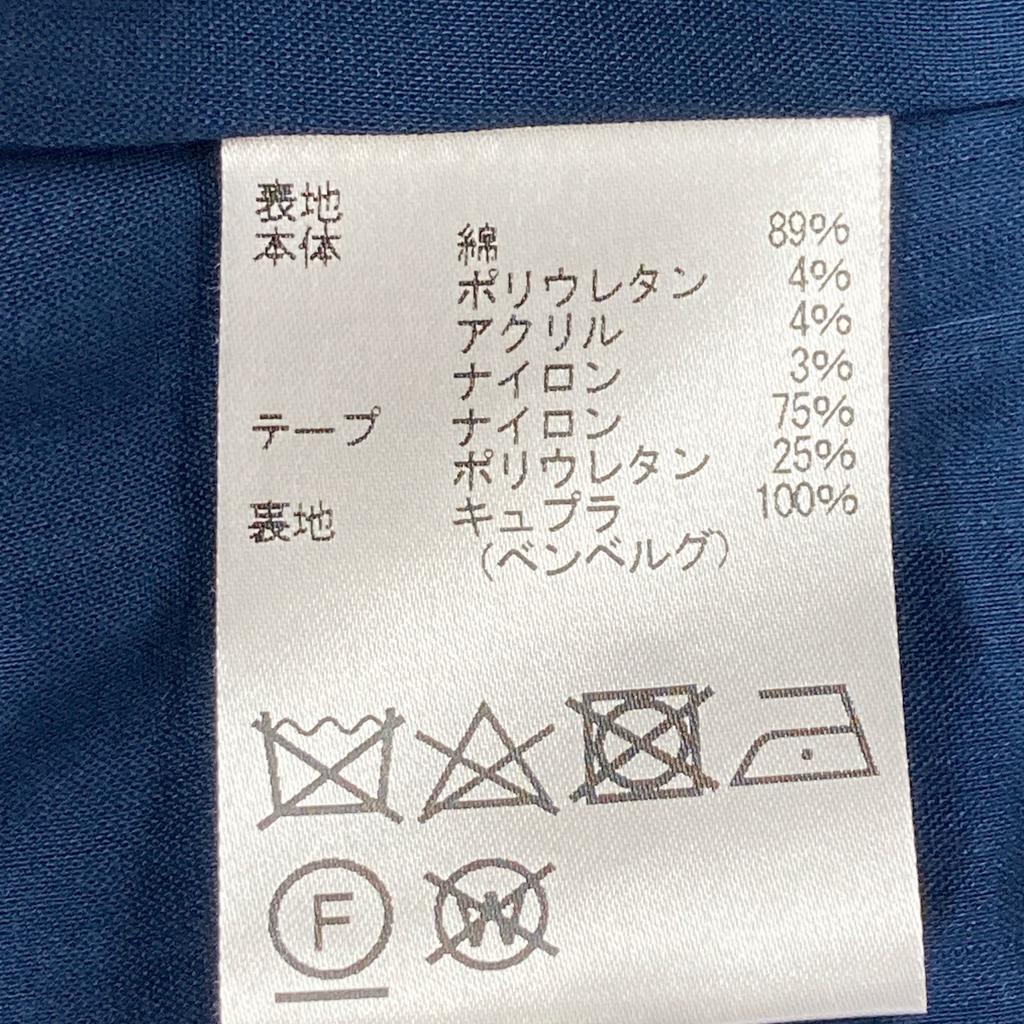 表地
本体 綿 89%
ポリウレタン 4%
アクリル 4%
ナイロン 3%
テープ ナイロン 75%
ポリウレタン 25%
裏地 キュプラ 100%
(ベンベルグ)
F W